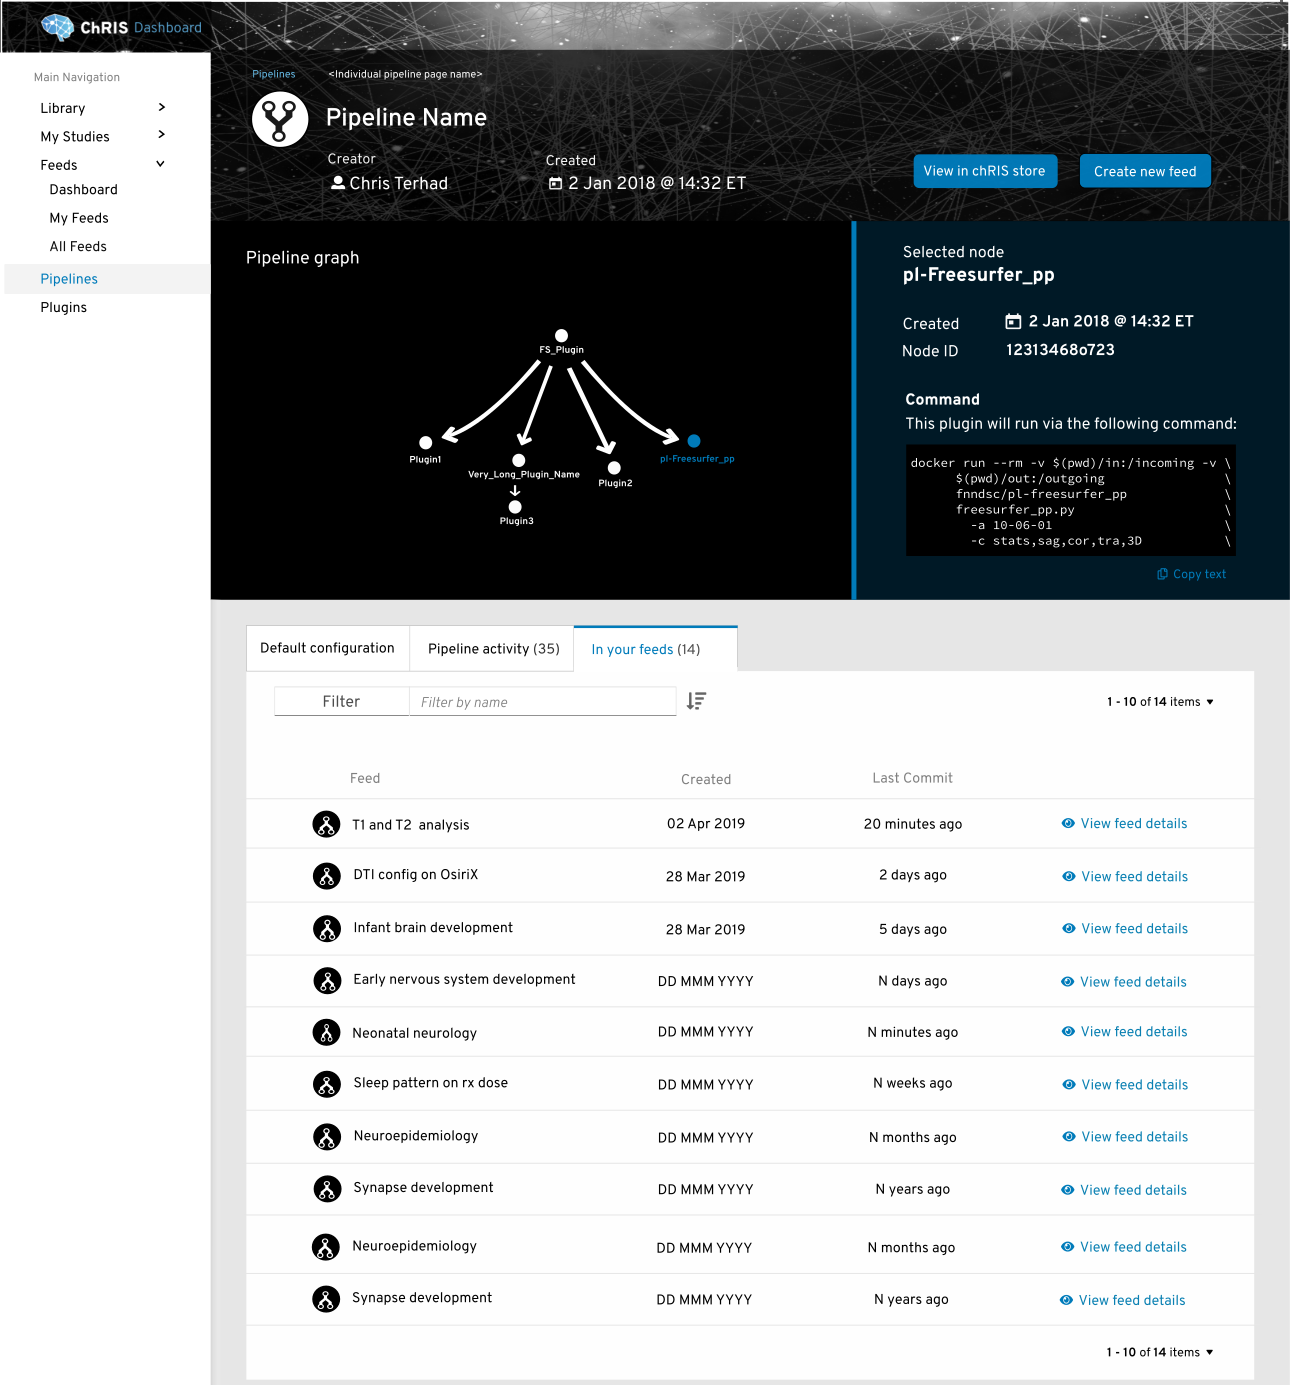 ChRIS Dashboard
Main Navigation
Library
My Studies
Feeds
Dashboard
My Feeds
All Feeds
Pipelines
Plugins
Pipelines <Individual pipeline page name>
Pipeline Name
Creator
Chris Terhad
Created
2 Jan 2018 @ 14:32 ET
View in chRIS store
Create new feed
Pipeline graph
FS_Plugin
Plugin1
Very_Long_Plugin_Name
Plugin2
pl-Freesurfer_pp
Plugin3
Selected node
pl-Freesurfer_pp
Created 2 Jan 2018 @ 14:32 ET
Node ID 12313468o723
Command
This plugin will run via the following command:
docker run --rm -v $(pwd)/in:/incoming -v \
$(pwd)/out:/outgoing \
fnndsc/pl-freesurfer_pp \
freesurfer_pp.py \
-a 10-06-01 \
-c stats,sag,cor,tra,3D \
Copy text
Default configuration Pipeline activity (35) In your feeds (14)
Filter Filter by name 1 - 10 of 14 items
Feed Created Last Commit
T1 and T2 analysis 02 Apr 2019 20 minutes ago View feed details
DTI config on OsiriX 28 Mar 2019 2 days ago View feed details
Infant brain development 28 Mar 2019 5 days ago View feed details
Early nervous system development DD MMM YYYY N days ago View feed details
Neonatal neurology DD MMM YYYY N minutes ago View feed details
Sleep pattern on rx dose DD MMM YYYY N weeks ago View feed details
Neuroepidemiology DD MMM YYYY N months ago View feed details
Synapse development DD MMM YYYY N years ago View feed details
Neuroepidemiology DD MMM YYYY N months ago View feed details
Synapse development DD MMM YYYY N years ago View feed details
1 - 10 of 14 items